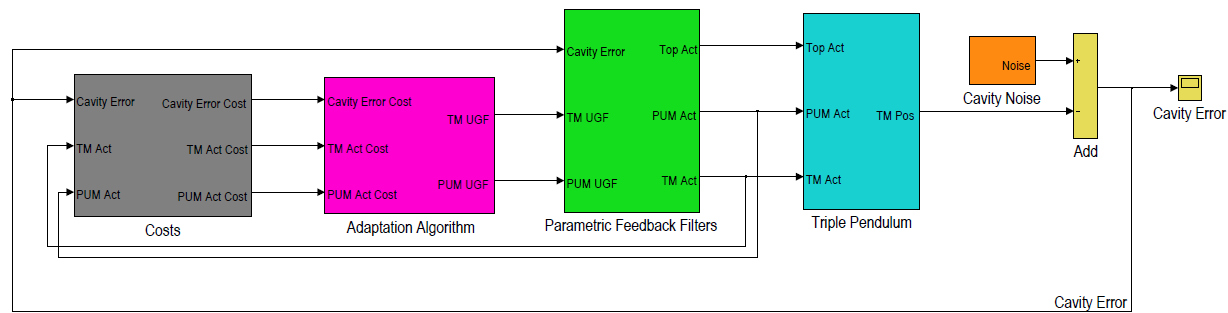 Cavity Error
TM Act
PUM Act
Cavity Error Cost
TM Act Cost
PUM Act Cost
Costs
Cavity Error Cost
TM Act Cost
PUM Act Cost
TM UGF
PUM UGF
Adaptation Algorithm
Cavity Error
TM UGF
PUM UGF
Top Act
PUM Act
TM Act
Parametric Feedback Filters
Top Act
PUM Act
TM Act
TM Pos
Triple Pendulum
Noise
Cavity Noise
+
−
Add
Cavity Error
Cavity Error